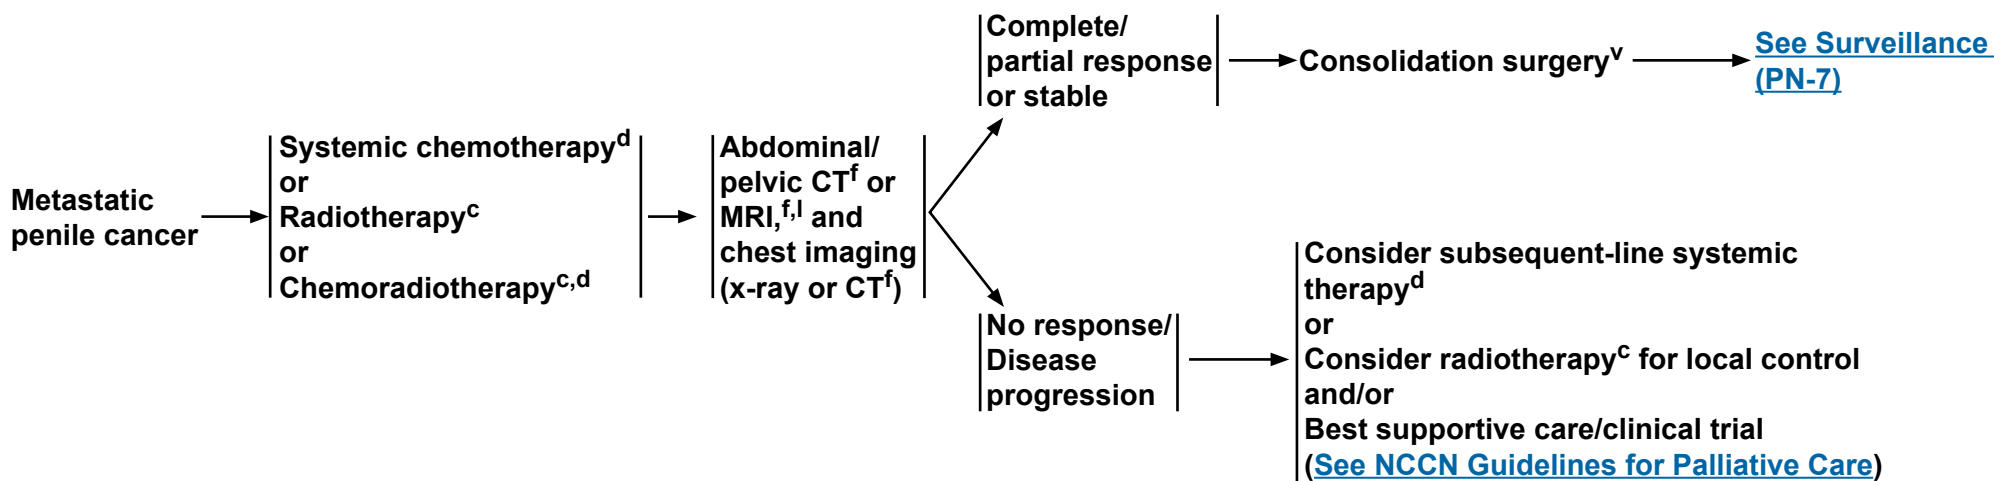 Metastatic
penile cancer
Systemic chemotherapyᵈ
or
Radiotherapyᶜ
or
Chemoradiotherapyᶜ,ᵈ
Abdominal/
pelvic CTᶠ or
MRI,ᶠ,ˡ and
chest imaging
(x-ray or CTᶠ)
Complete/
partial response
or stable
Consolidation surgeryᵛ
See Surveillance
(PN-7)
No response/
Disease
progression
Consider subsequent-line systemic
therapyᵈ
or
Consider radiotherapyᶜ for local control
and/or
Best supportive care/clinical trial
(See NCCN Guidelines for Palliative Care)